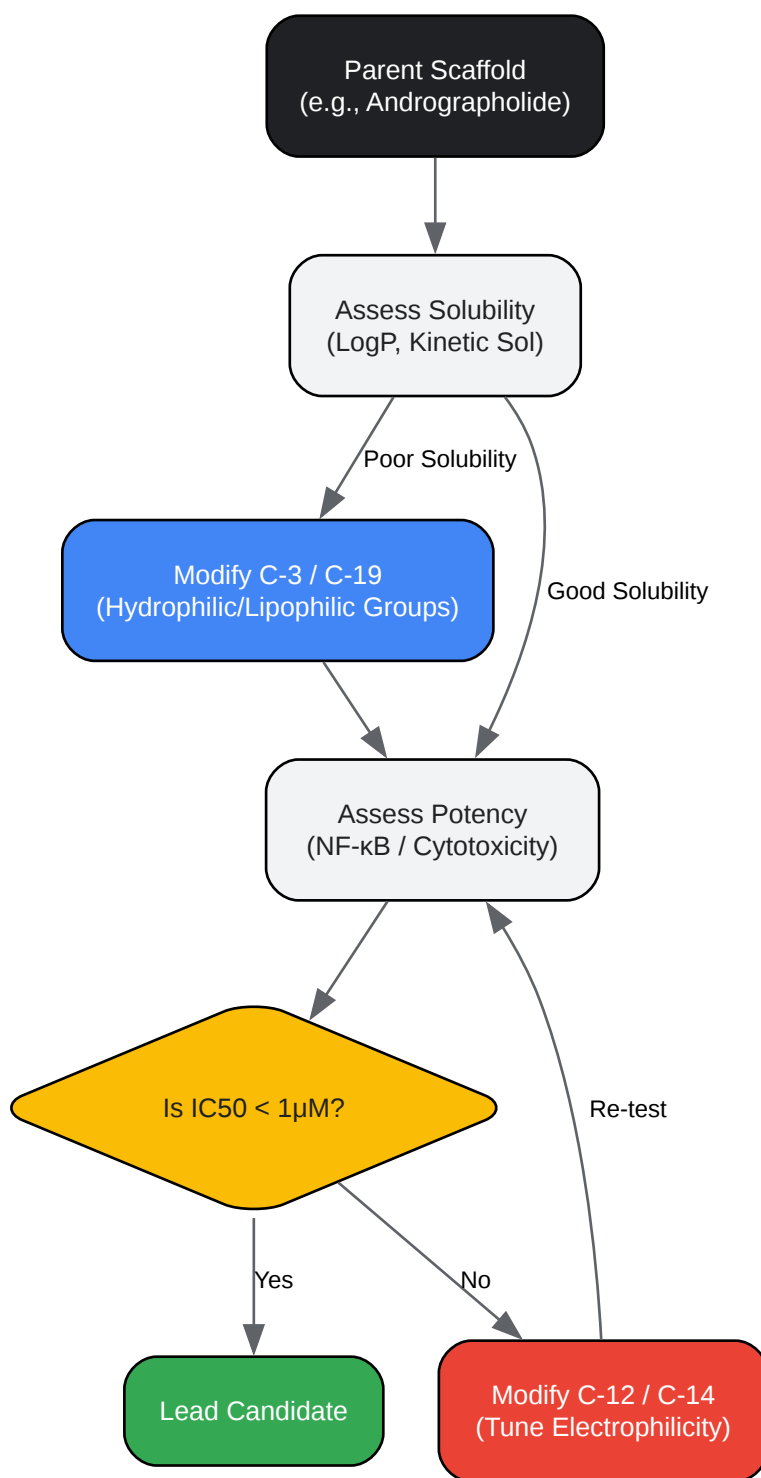 Parent Scaffold
(e.g., Andrographolide)
Assess Solubility
(LogP, Kinetic Sol)
Poor Solubility
Modify C-3 / C-19
(Hydrophilic/Lipophilic Groups)
Good Solubility
Assess Potency
(NF-κB / Cytotoxicity)
Is IC50 < 1μM?
Re-test
Yes
No
Lead Candidate
Modify C-12 / C-14
(Tune Electrophilicity)